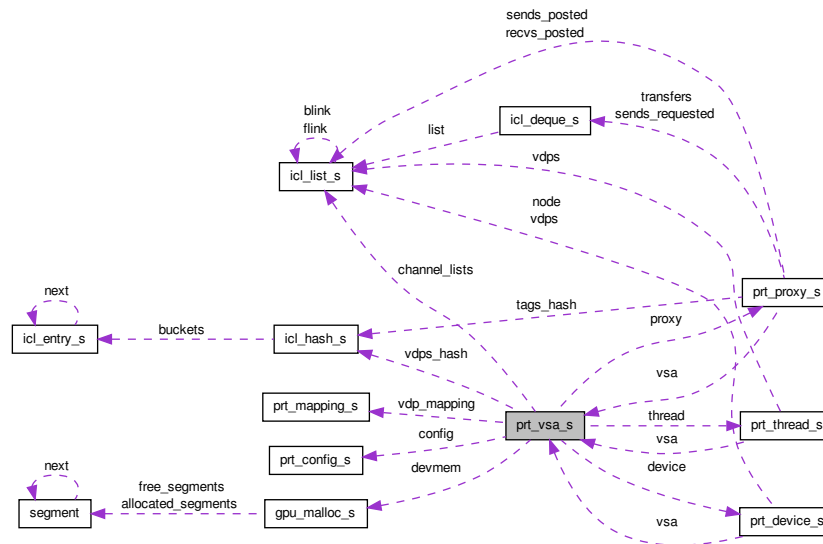 sends_posted
recvs_posted
transfers
sends_requested
blink
flink
icl_deque_s
list
vdps
icl_list_s
node
vdps
channel_lists
prt_proxy_s
next
tags_hash
proxy
icl_entry_s
buckets
icl_hash_s
vdps_hash
vsa
prt_mapping_s
vdp_mapping
thread
prt_vsa_s
prt_thread_s
config
vsa
prt_config_s
devmem
device
next
free_segments
allocated_segments
segment
gpu_malloc_s
vsa
prt_device_s